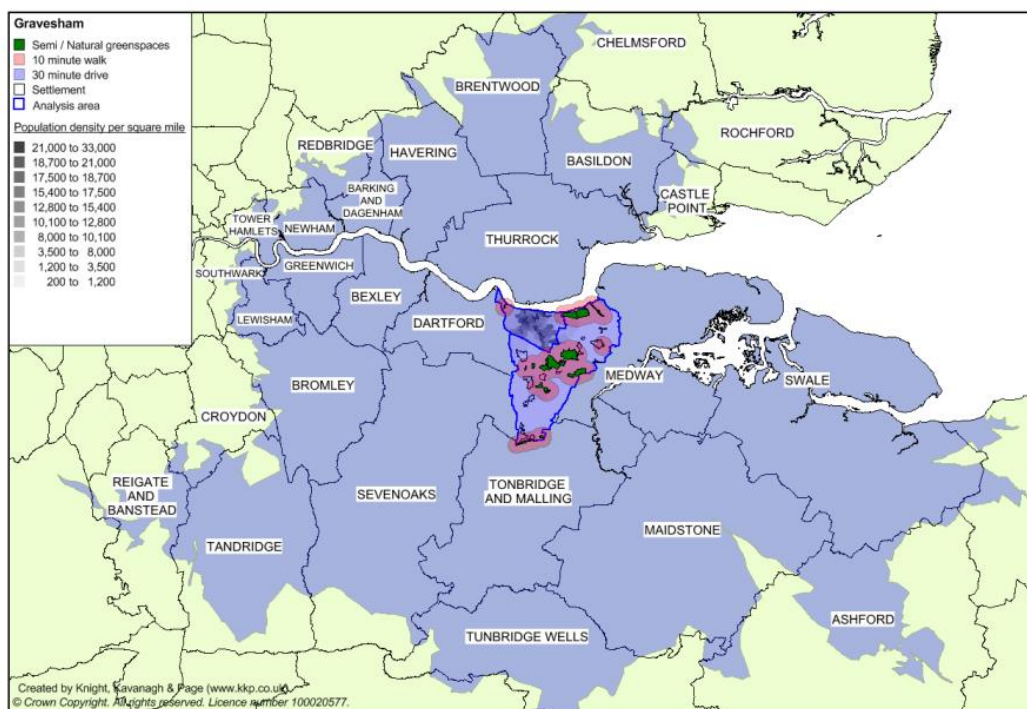 Gravesham
Semi / Natural greenspaces
10 minute walk
30 minute drive
Settlement
Analysis area
Population density per square mile
21,000 to 33,000
18,700 to 21,000
17,500 to 18,700
15,400 to 17,500
12,800 to 15,400
10,100 to 12,800
8,000 to 10,100
3,500 to 8,000
1,200 to 3,500
200 to 1,200
CHELMSFORD
BRENTWOOD
ROCHFORD
REDBRIDGE
HAVERING
BASILDON
BARKING
AND
DAGENHAM
CASTLE
POINT
TOWER
HAMLETS
NEWHAM
THURROCK
SOUTHWARK
GREENWICH
BEXLEY
LEWISHAM
DARTFORD
BROMLEY
MEDWAY
SWALE
CROYDON
REIGATE
AND
BANSTEAD
SEVENOAKS
TONBRIDGE
AND MALLING
MAIDSTONE
TANDRIDGE
ASHFORD
TUNBRIDGE WELLS
Created by Knight, Kavanagh & Page (www.kkp.co.uk).
© Crown Copyright. All rights reserved. Licence number 100020577.